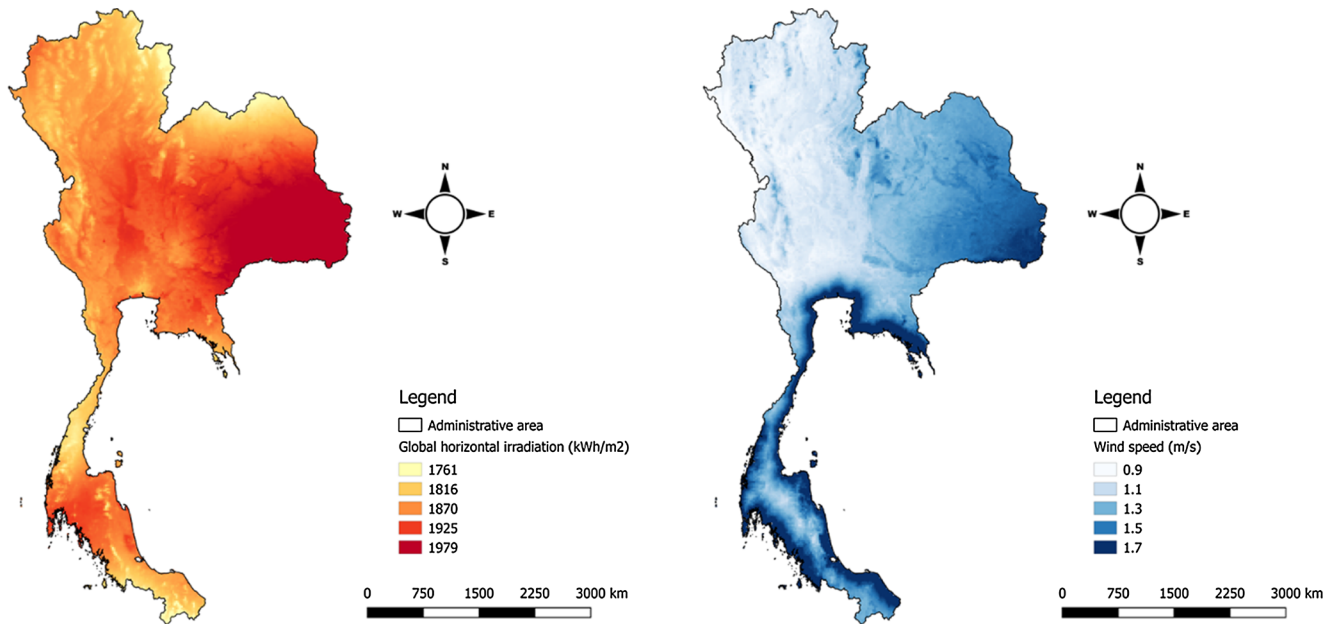 N
W E
S
Legend
Administrative area
Global horizontal irradiation (kWh/m2)
1761
1816
1870
1925
1979
0 750 1500 2250 3000 km
N
W E
S
Legend
Administrative area
Wind speed (m/s)
0.9
1.1
1.3
1.5
1.7
0 750 1500 2250 3000 km